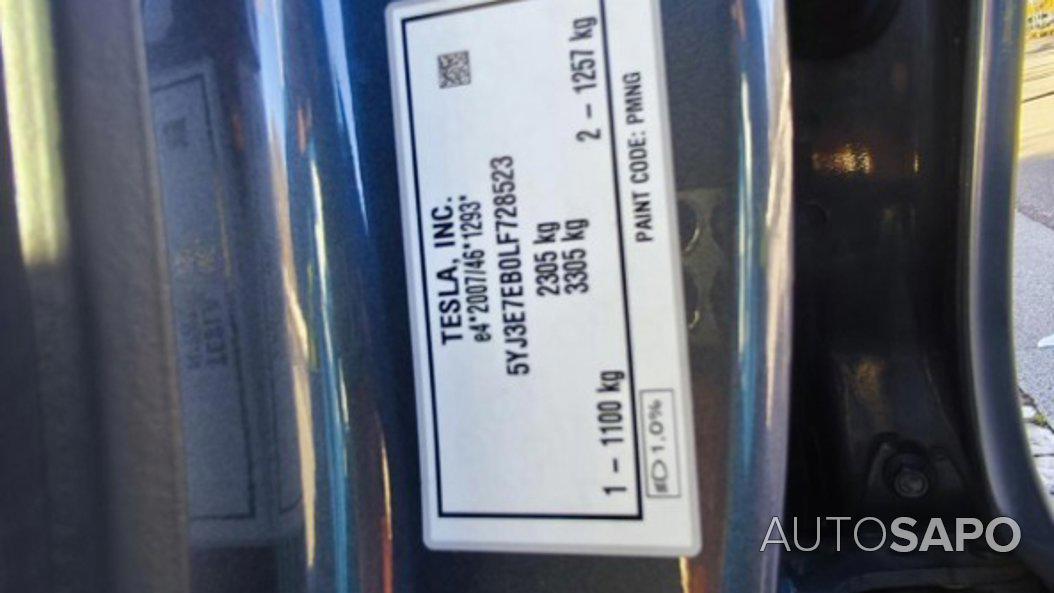 TESLA, INC.
e4*2007/46*1293*
5YJ3E7EB0LF728523
2305 kg
3305 kg
1 – 1100 kg
2 – 1257 kg
1,0%
PAINT CODE: PMNG
AUTOSAPO